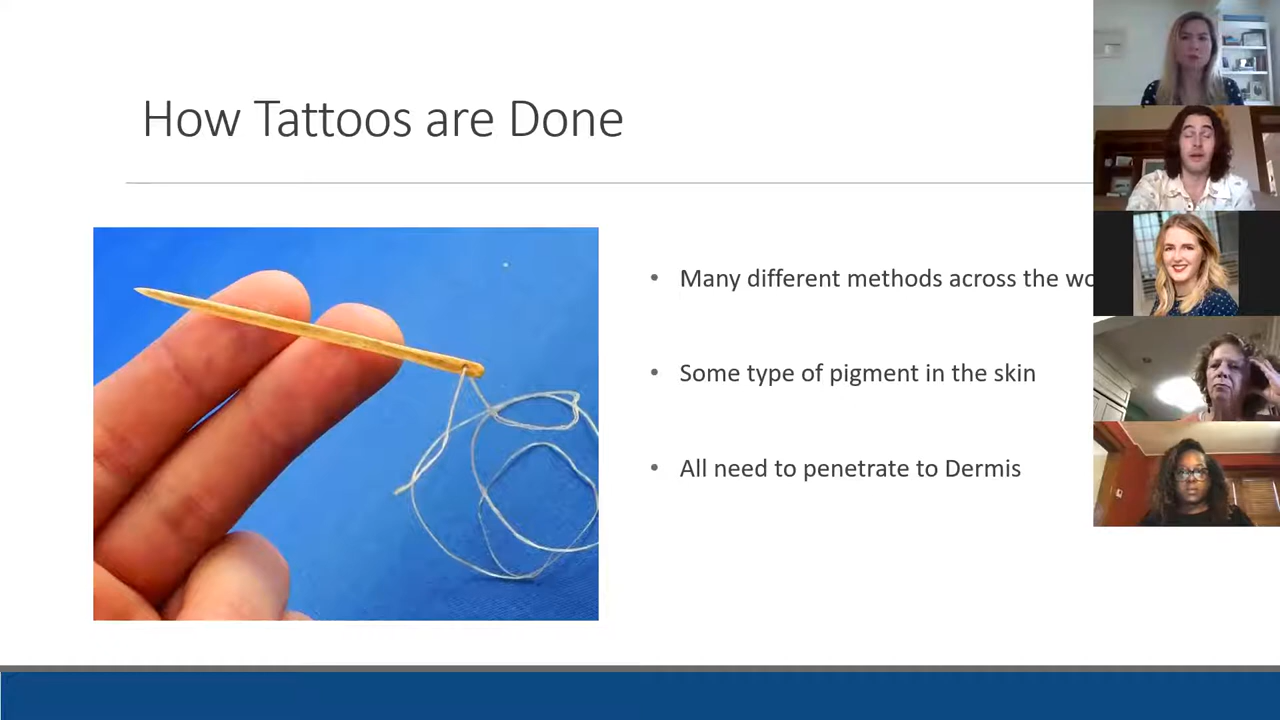 How Tattoos are Done
• Many different methods across the wo
• Some type of pigment in the skin
• All need to penetrate to Dermis